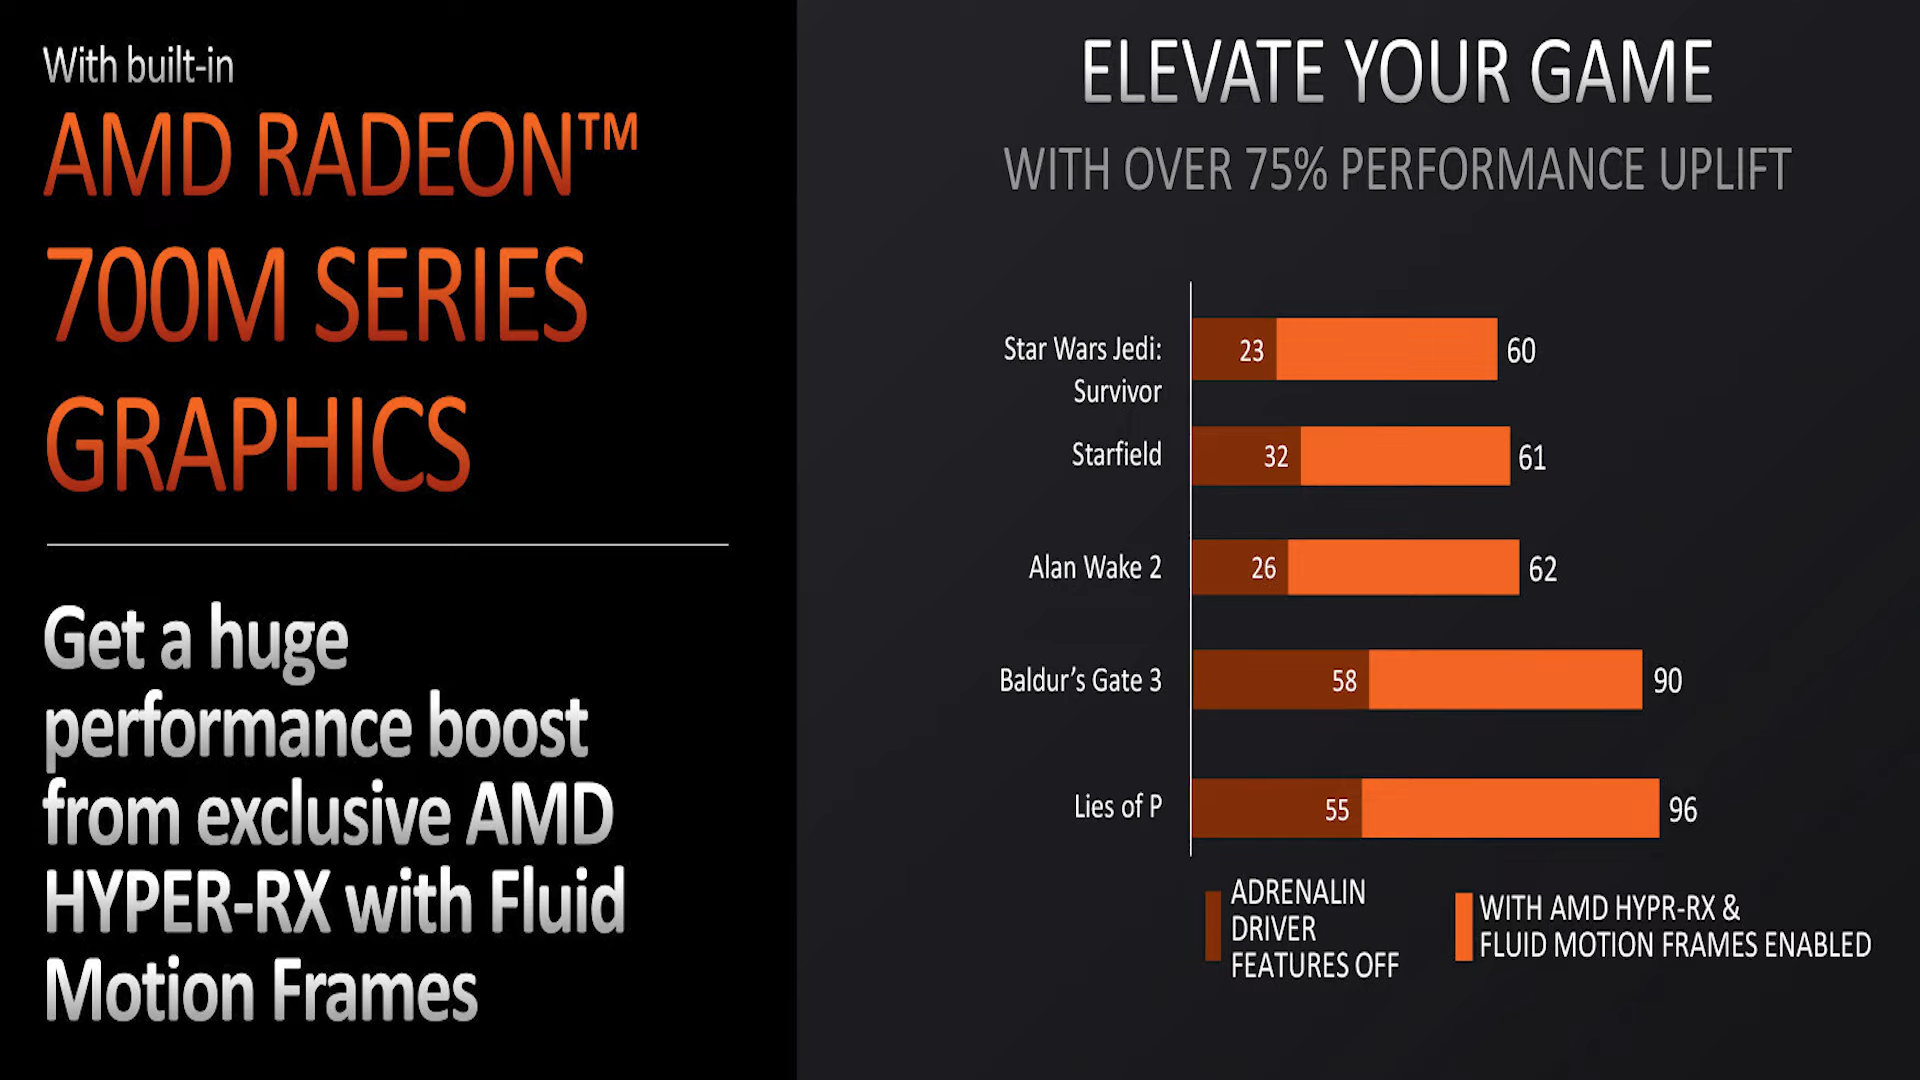 With built-in
AMD RADEON™
700M SERIES
GRAPHICS
Get a huge
performance boost
from exclusive AMD
HYPER-RX with Fluid
Motion Frames
ELEVATE YOUR GAME
WITH OVER 75% PERFORMANCE UPLIFT
Star Wars Jedi:
Survivor
23
60
Starfield
32
61
Alan Wake 2
26
62
Baldur’s Gate 3
58
90
Lies of P
55
96
ADRENALIN
DRIVER
FEATURES OFF
WITH AMD HYPR-RX &
FLUID MOTION FRAMES ENABLED